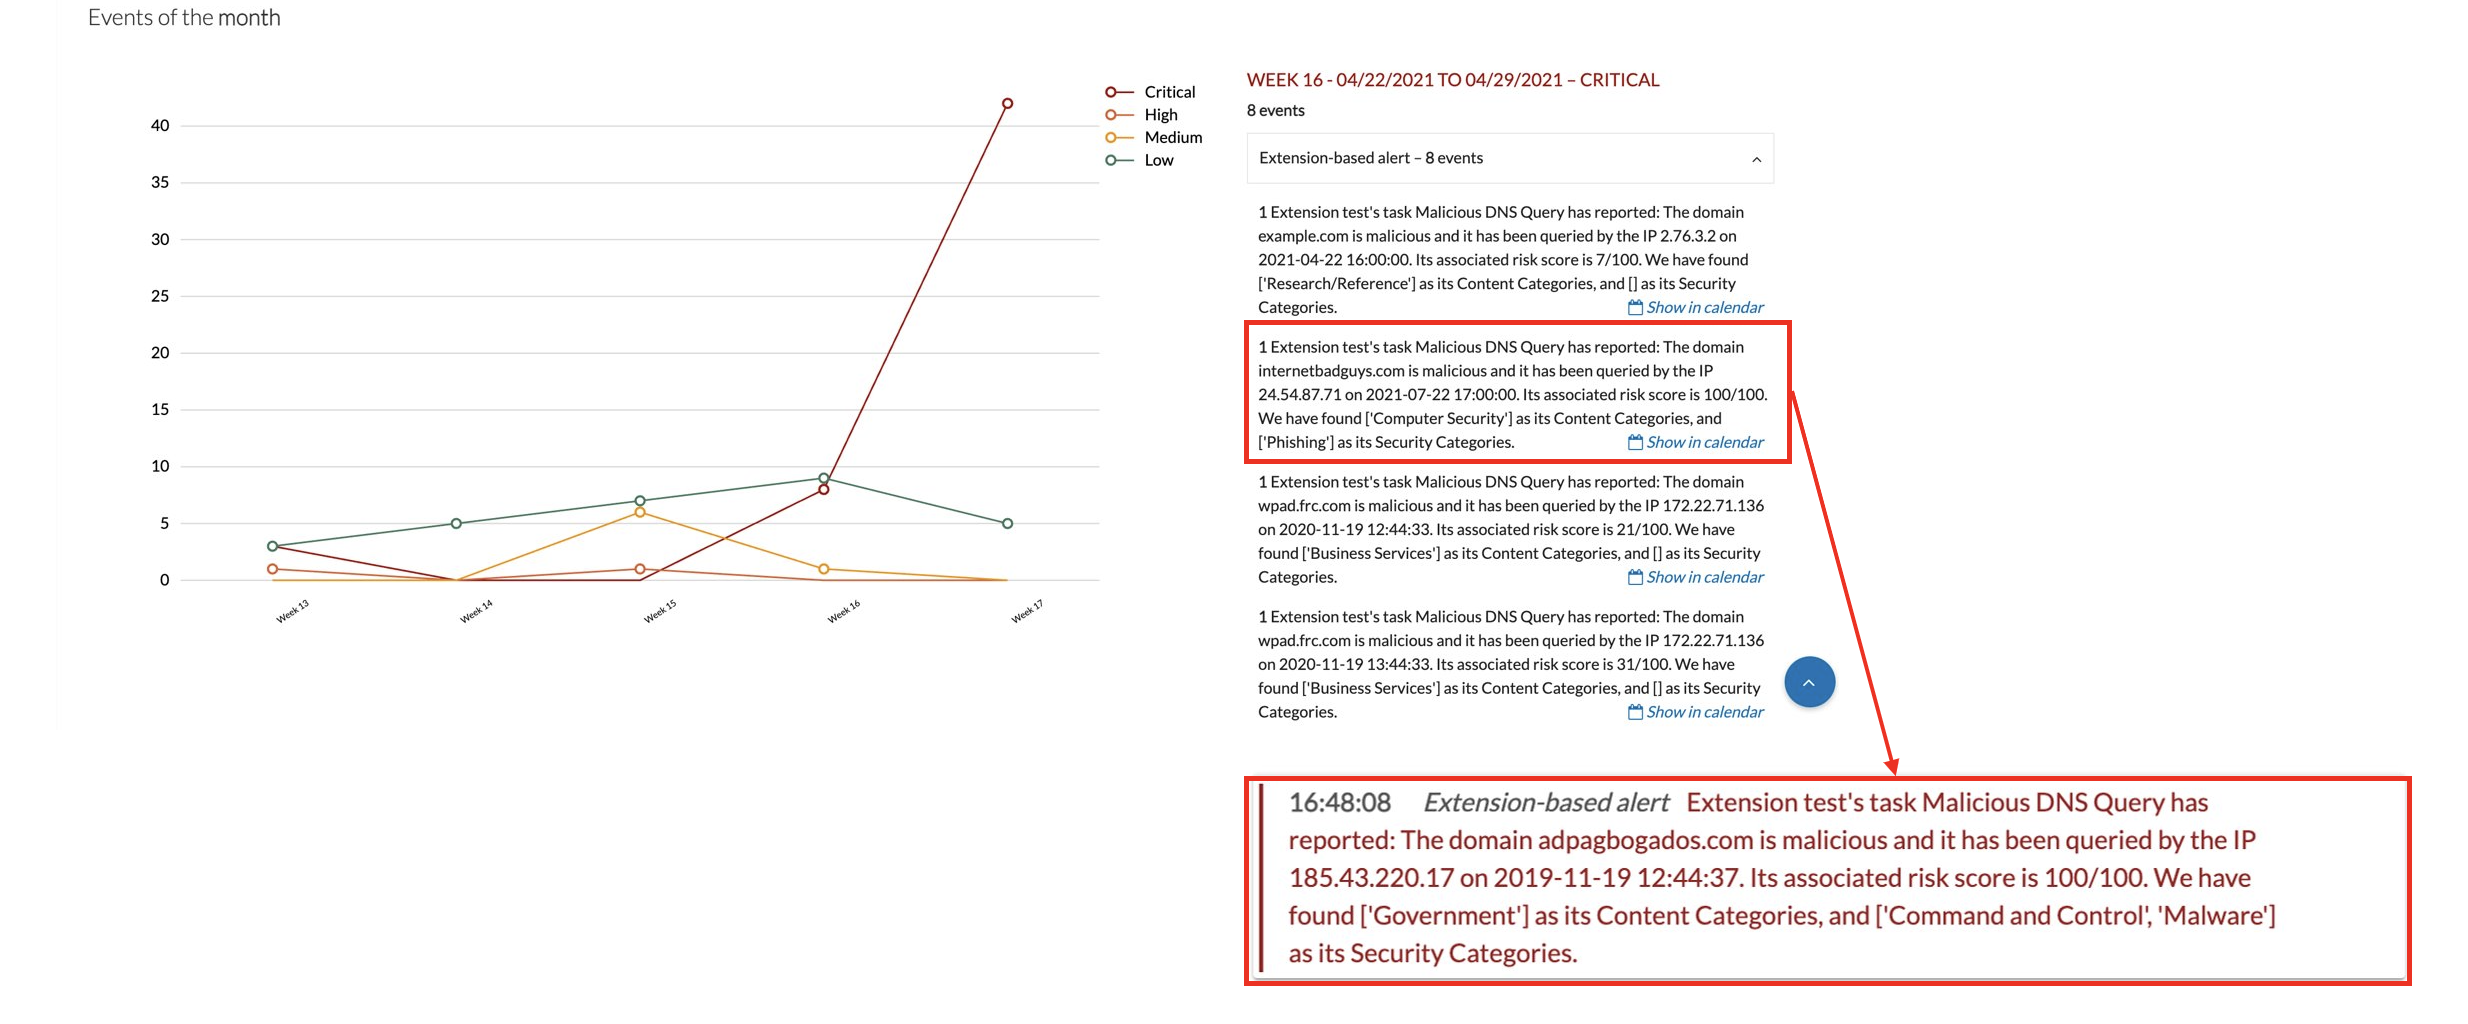 Events of the month
40
35
30
25
20
15
10
5
0
Week 13
Week 14
Week 15
Week 16
Week 17
Critical
High
Medium
Low
WEEK 16 - 04/22/2021 TO 04/29/2021 – CRITICAL
8 events
Extension-based alert – 8 events
1 Extension test's task Malicious DNS Query has reported: The domain
example.com is malicious and it has been queried by the IP 2.76.3.2 on
2021-04-22 16:00:00. Its associated risk score is 7/100. We have found
['Research/Reference'] as its Content Categories, and [] as its Security
Categories.
Show in calendar
1 Extension test's task Malicious DNS Query has reported: The domain
internetbadguys.com is malicious and it has been queried by the IP
24.54.87.71 on 2021-07-22 17:00:00. Its associated risk score is 100/100.
We have found ['Computer Security'] as its Content Categories, and
['Phishing'] as its Security Categories.
Show in calendar
1 Extension test's task Malicious DNS Query has reported: The domain
wpad.frc.com is malicious and it has been queried by the IP 172.22.71.136
on 2020-11-19 12:44:33. Its associated risk score is 21/100. We have
found ['Business Services'] as its Content Categories, and [] as its Security
Categories.
Show in calendar
1 Extension test's task Malicious DNS Query has reported: The domain
wpad.frc.com is malicious and it has been queried by the IP 172.22.71.136
on 2020-11-19 13:44:33. Its associated risk score is 31/100. We have
found ['Business Services'] as its Content Categories, and [] as its Security
Categories.
Show in calendar
16:48:08 Extension-based alert Extension test's task Malicious DNS Query has
reported: The domain adpagbogados.com is malicious and it has been queried by the IP
185.43.220.17 on 2019-11-19 12:44:37. Its associated risk score is 100/100. We have
found ['Government'] as its Content Categories, and ['Command and Control', 'Malware']
as its Security Categories.